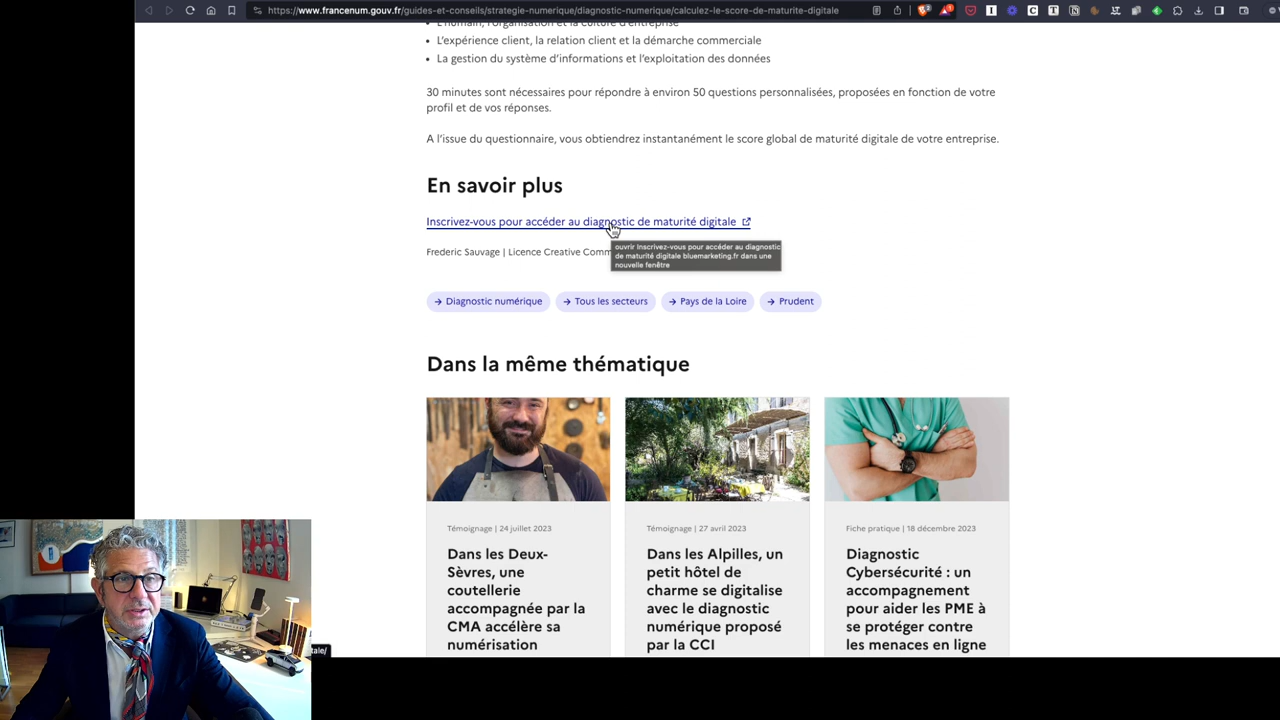 https://www.francenum.gouv.fr/guides-et-conseils/strategie-numerique/diagnostic-numerique/calculez-le-score-de-maturite-digitale
• L'humain, l'organisation et la culture d'entreprise
• L'expérience client, la relation client et la démarche commerciale
• La gestion du système d'informations et l'exploitation des données
30 minutes sont nécessaires pour répondre à environ 50 questions personnalisées, proposées en fonction de votre
profil et de vos réponses.
A l'issue du questionnaire, vous obtiendrez instantanément le score global de maturité digitale de votre entreprise.
En savoir plus
Inscrivez-vous pour accéder au diagnostic de maturité digitale
ouvrir Inscrivez-vous pour accéder au diagnostic
de maturité digitale bluemarketing.fr dans une
nouvelle fenêtre
Frederic Sauvage | Licence Creative Comm
→ Diagnostic numérique → Tous les secteurs → Pays de la Loire → Prudent
Dans la même thématique
Témoignage | 24 juillet 2023
Dans les Deux-
Sèvres, une
coutellerie
accompagnée par la
CMA accélère sa
numérisation
Témoignage | 27 avril 2023
Dans les Alpilles, un
petit hôtel de
charme se digitalise
avec le diagnostic
numérique proposé
par la CCI
Fiche pratique | 18 décembre 2023
Diagnostic
Cybersécurité : un
accompagnement
pour aider les PME à
se protéger contre
les menaces en ligne
tale/